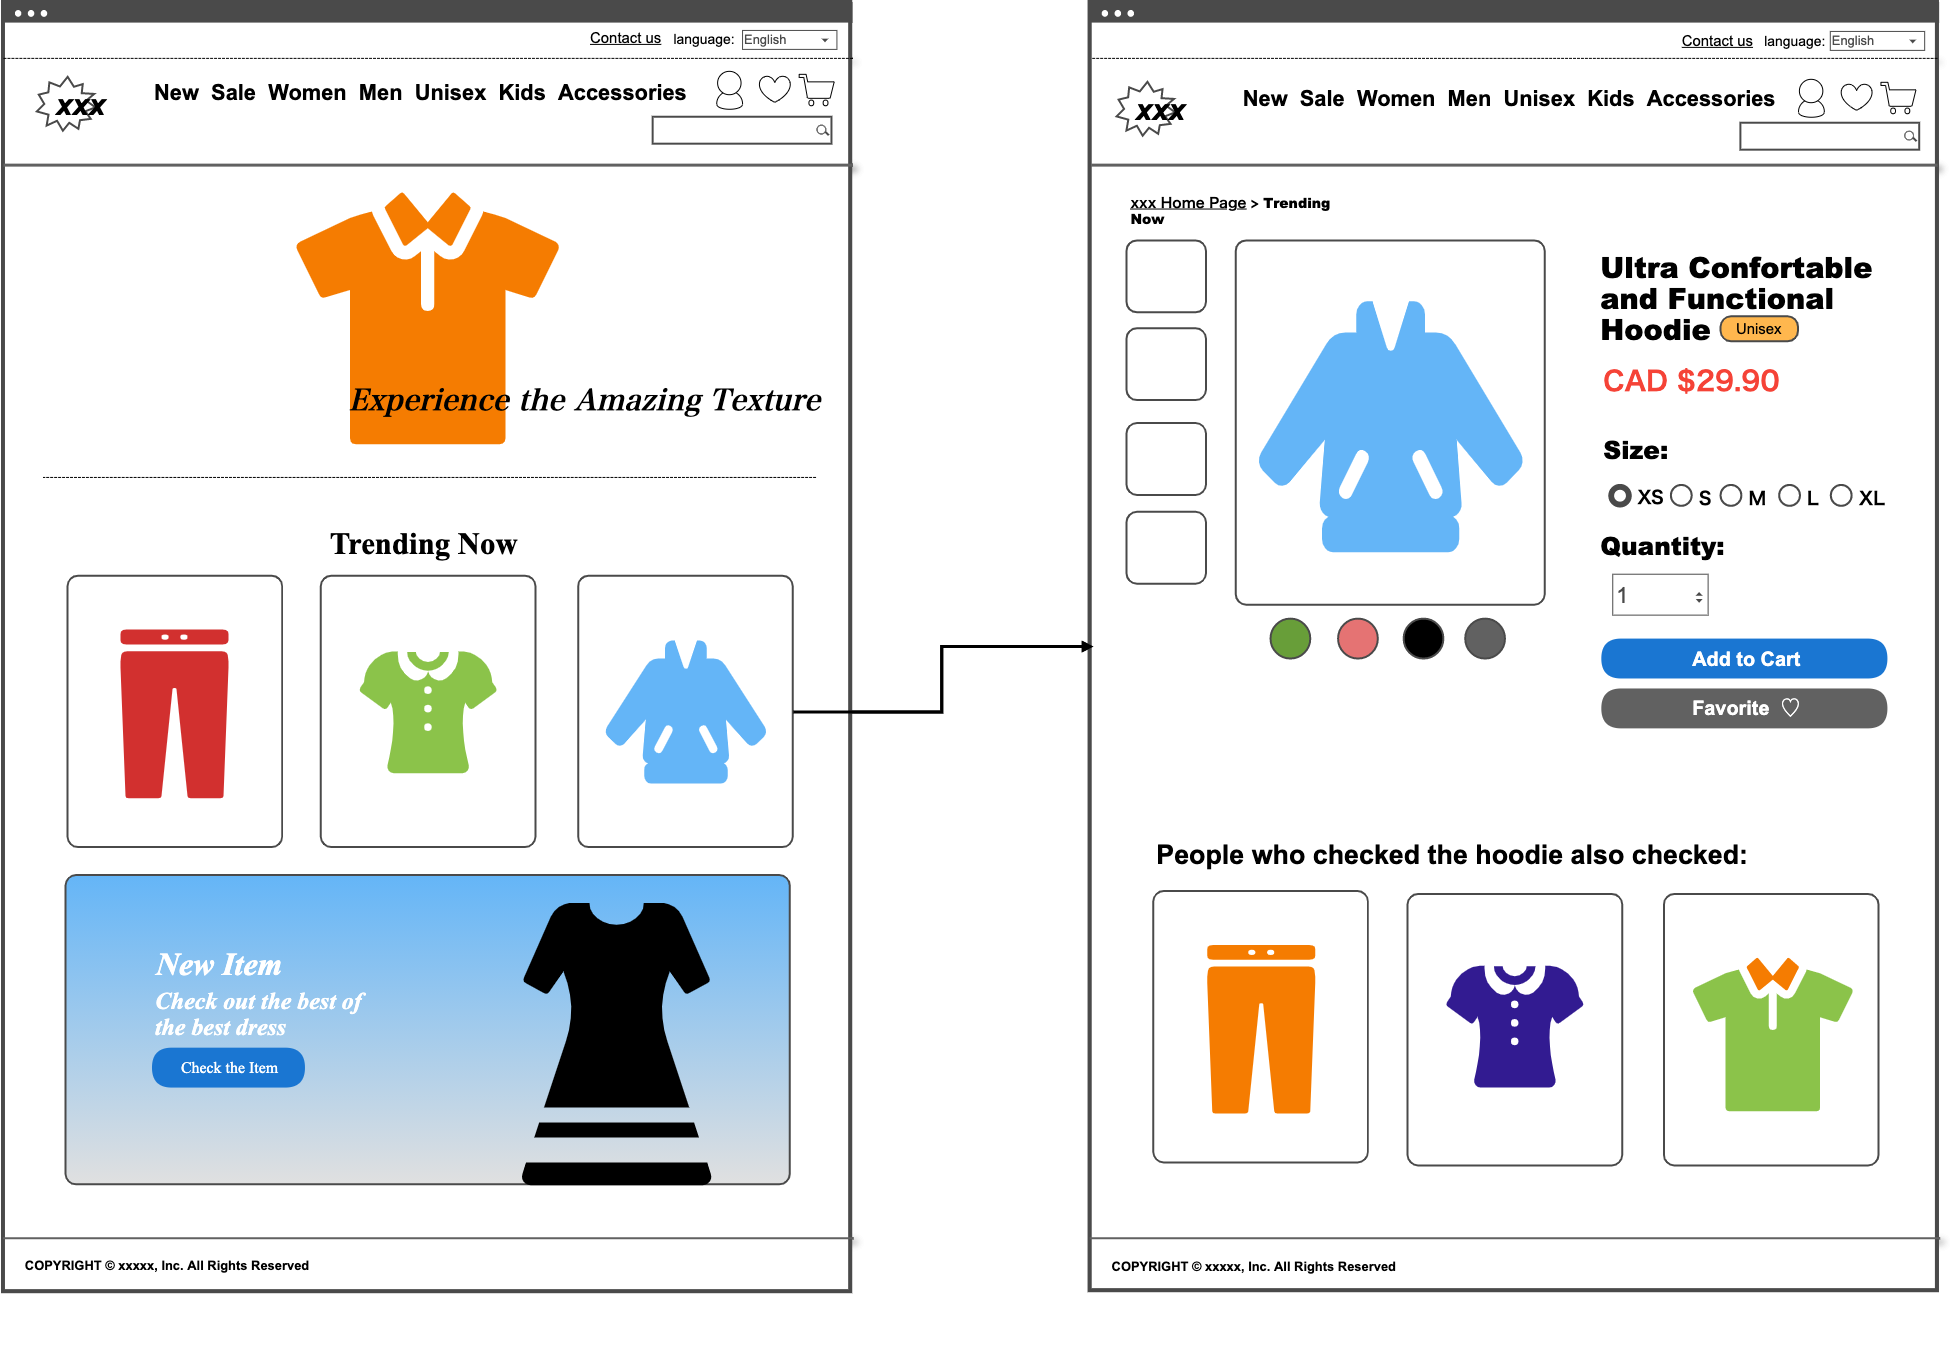 Contact us language: English
xxx
New Sale Women Men Unisex Kids Accessories
Experience the Amazing Texture
Trending Now
New Item
Check out the best of
the best dress
Check the Item
COPYRIGHT © xxxxx, Inc. All Rights Reserved
Contact us language: English
xxx
New Sale Women Men Unisex Kids Accessories
xxx Home Page > Trending
Now
Ultra Confortable
and Functional
Hoodie Unisex
CAD $29.90
Size:
XS S M L XL
Quantity:
1
Add to Cart
Favorite
People who checked the hoodie also checked:
COPYRIGHT © xxxxx, Inc. All Rights Reserved